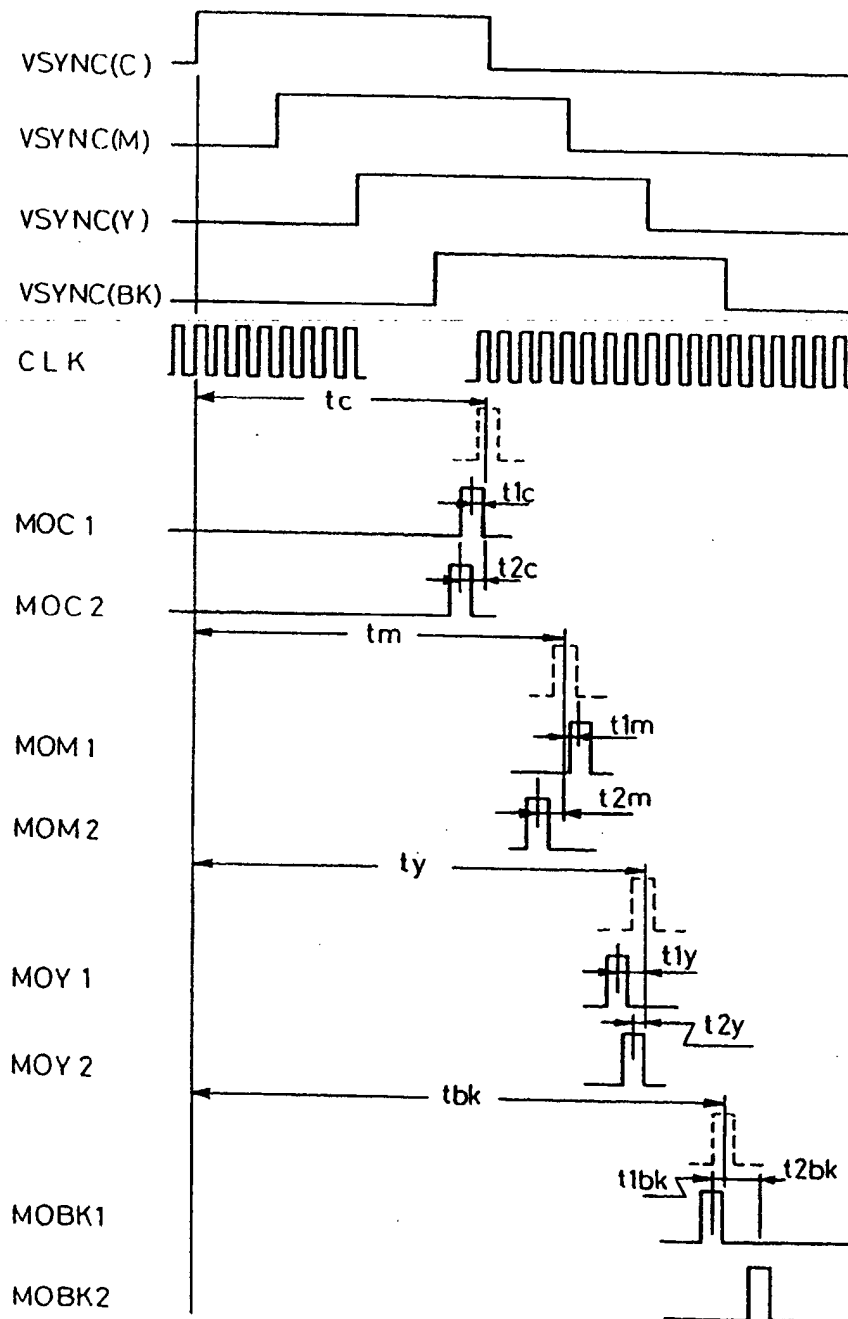 VSYNC(C)
VSYNC(M)
VSYNC(Y)
VSYNC(BK)
CLK
tc
t1c
MOC 1
t2c
MOC 2
tm
t1m
MOM 1
t2m
MOM 2
ty
t1y
MOY 1
t2y
MOY 2
tbk
t1bk
t2bk
MOBK1
MOBK2